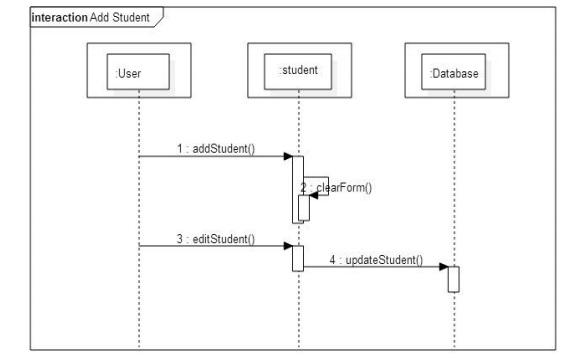 interaction Add Student
:User
:student
:Database
1 : addStudent()
2 : clearForm()
3 : editStudent()
4 : updateStudent()